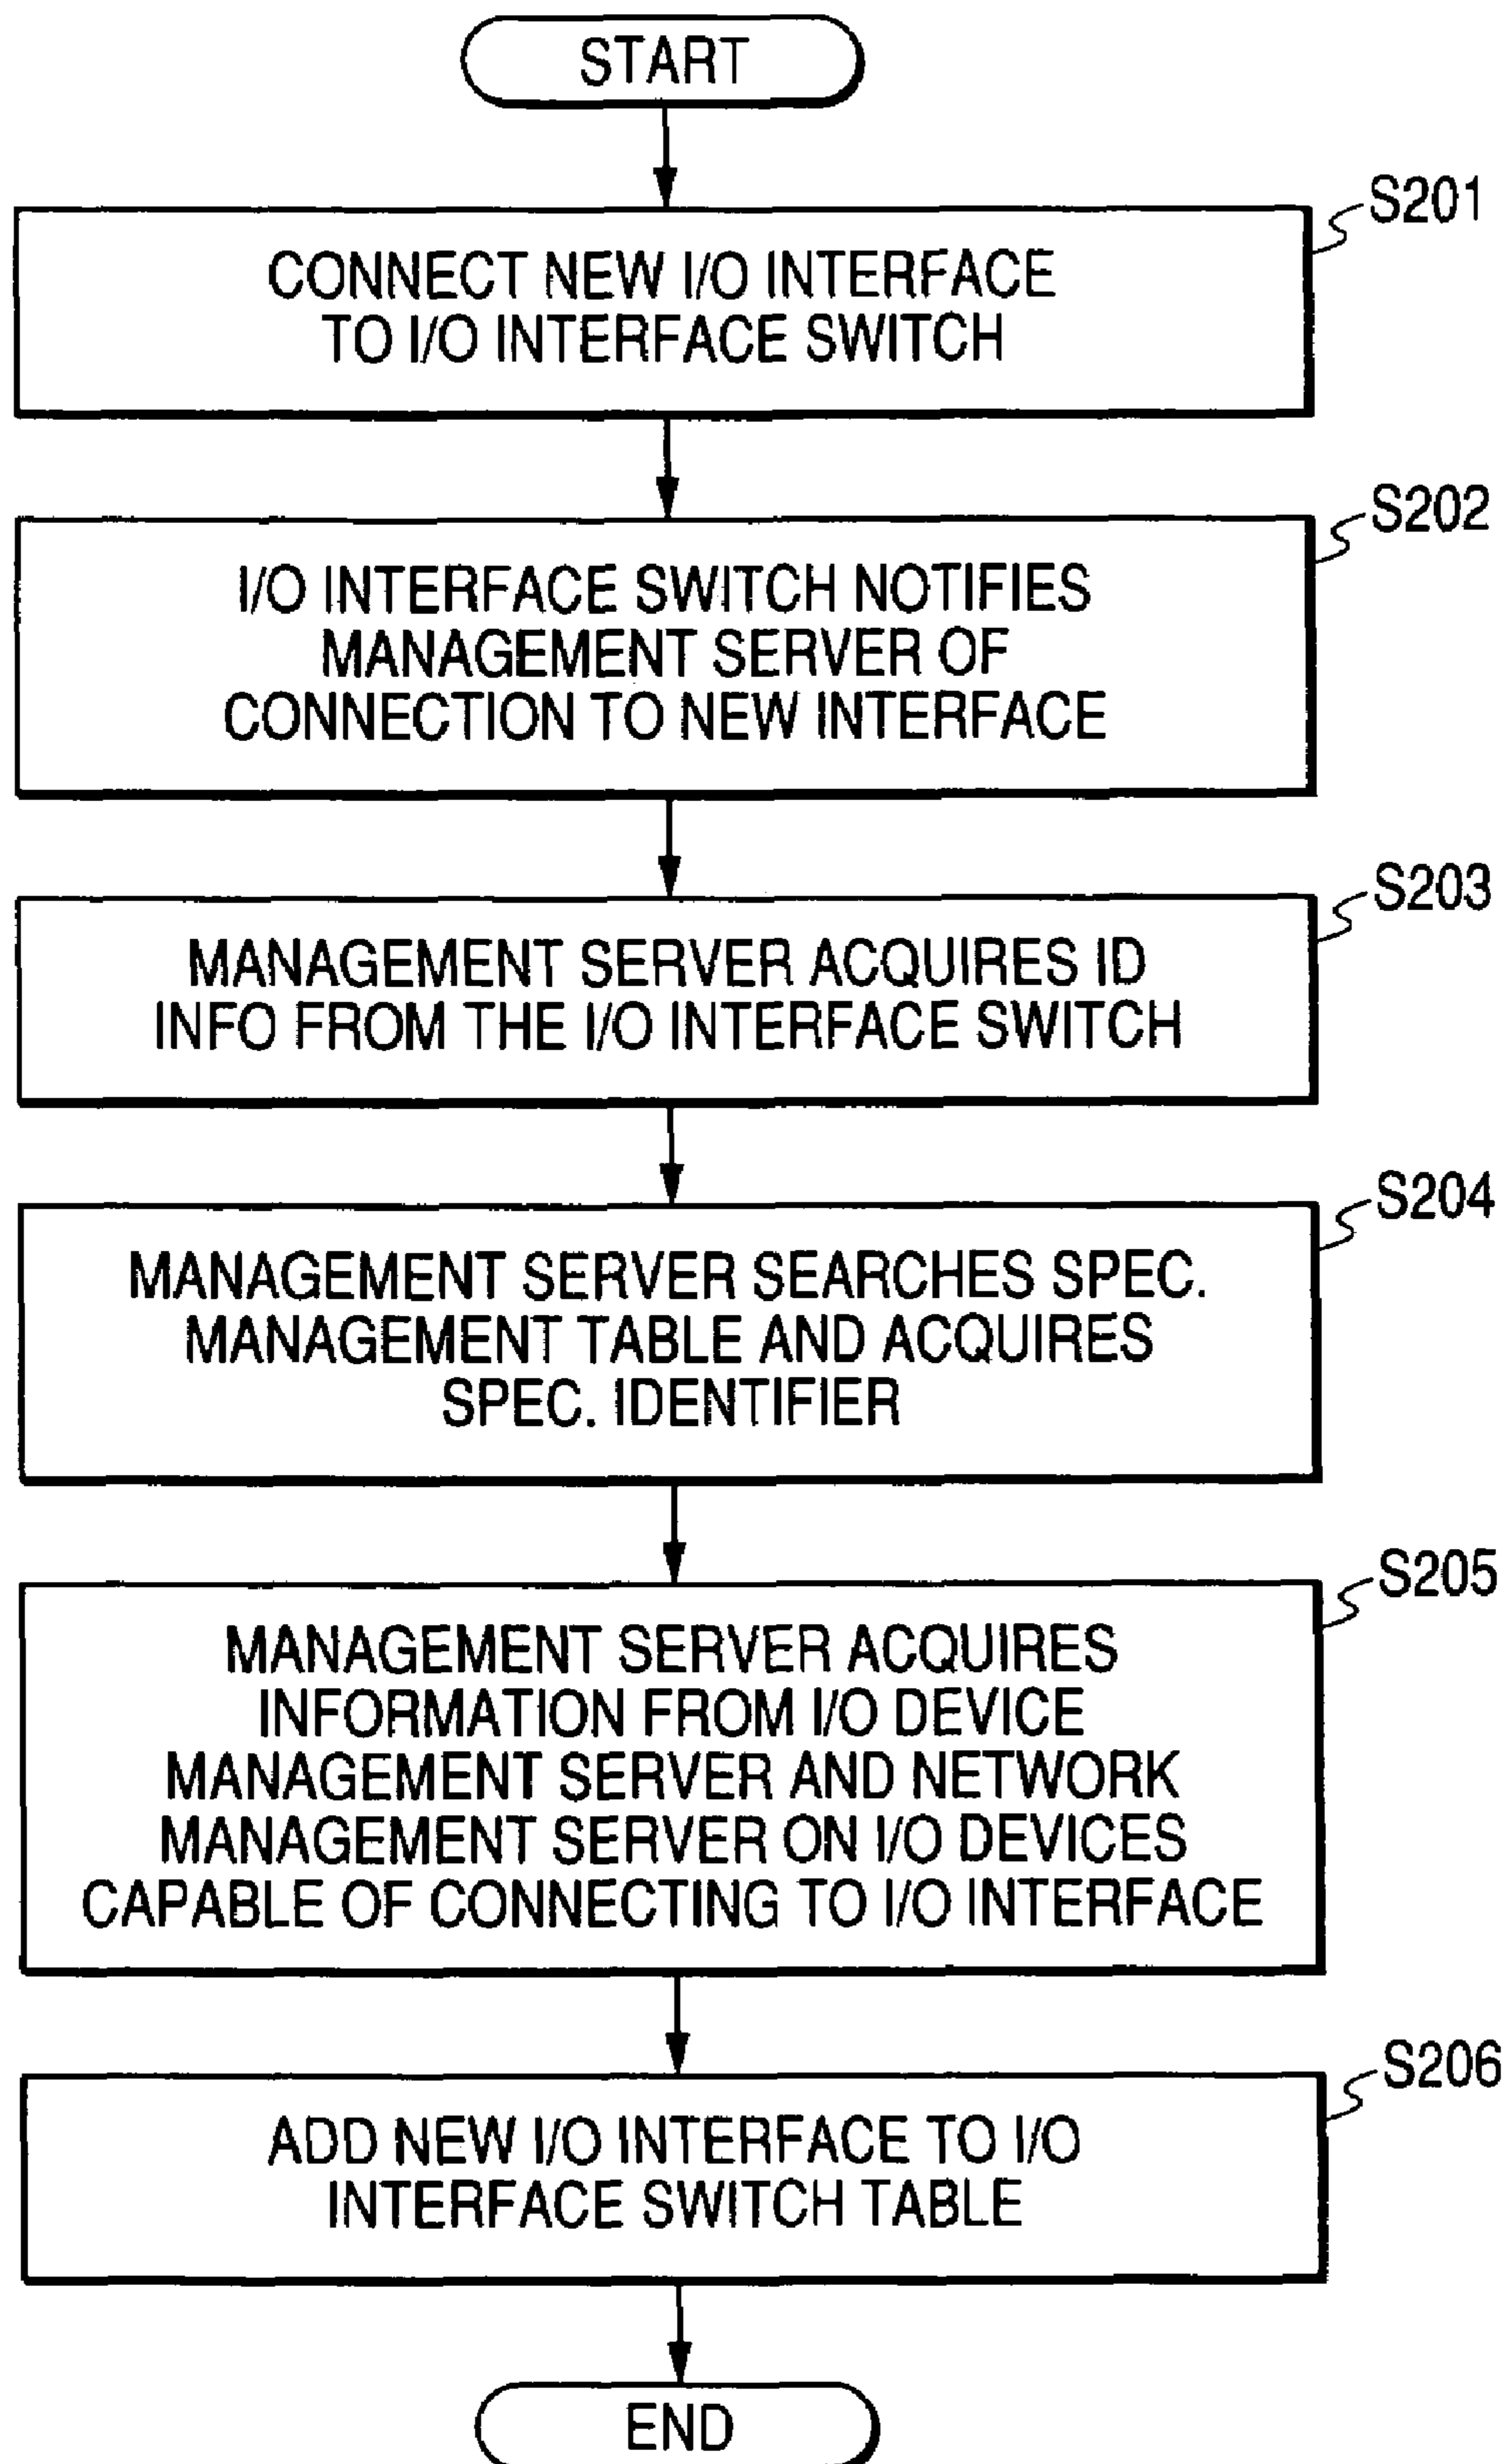 START
S201
CONNECT NEW I/O INTERFACE
TO I/O INTERFACE SWITCH
S202
I/O INTERFACE SWITCH NOTIFIES
MANAGEMENT SERVER OF
CONNECTION TO NEW INTERFACE
S203
MANAGEMENT SERVER ACQUIRES ID
INFO FROM THE I/O INTERFACE SWITCH
S204
MANAGEMENT SERVER SEARCHES SPEC.
MANAGEMENT TABLE AND ACQUIRES
SPEC. IDENTIFIER
S205
MANAGEMENT SERVER ACQUIRES
INFORMATION FROM I/O DEVICE
MANAGEMENT SERVER AND NETWORK
MANAGEMENT SERVER ON I/O DEVICES
CAPABLE OF CONNECTING TO I/O INTERFACE
S206
ADD NEW I/O INTERFACE TO I/O
INTERFACE SWITCH TABLE
END